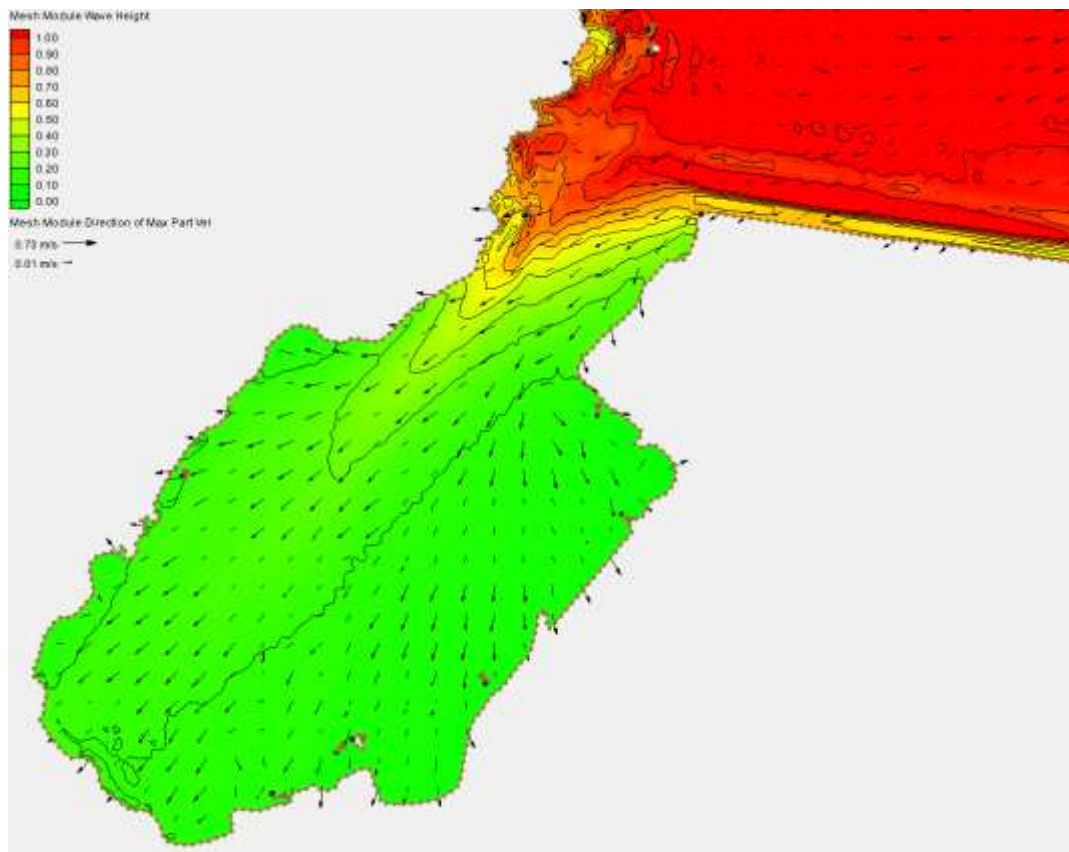 Mesh Module Wave Height
1.00
0.90
0.80
0.70
0.60
0.50
0.40
0.30
0.20
0.10
0.00
Mesh Module Direction of Max Part Vel
0.73 m/s
0.01 m/s